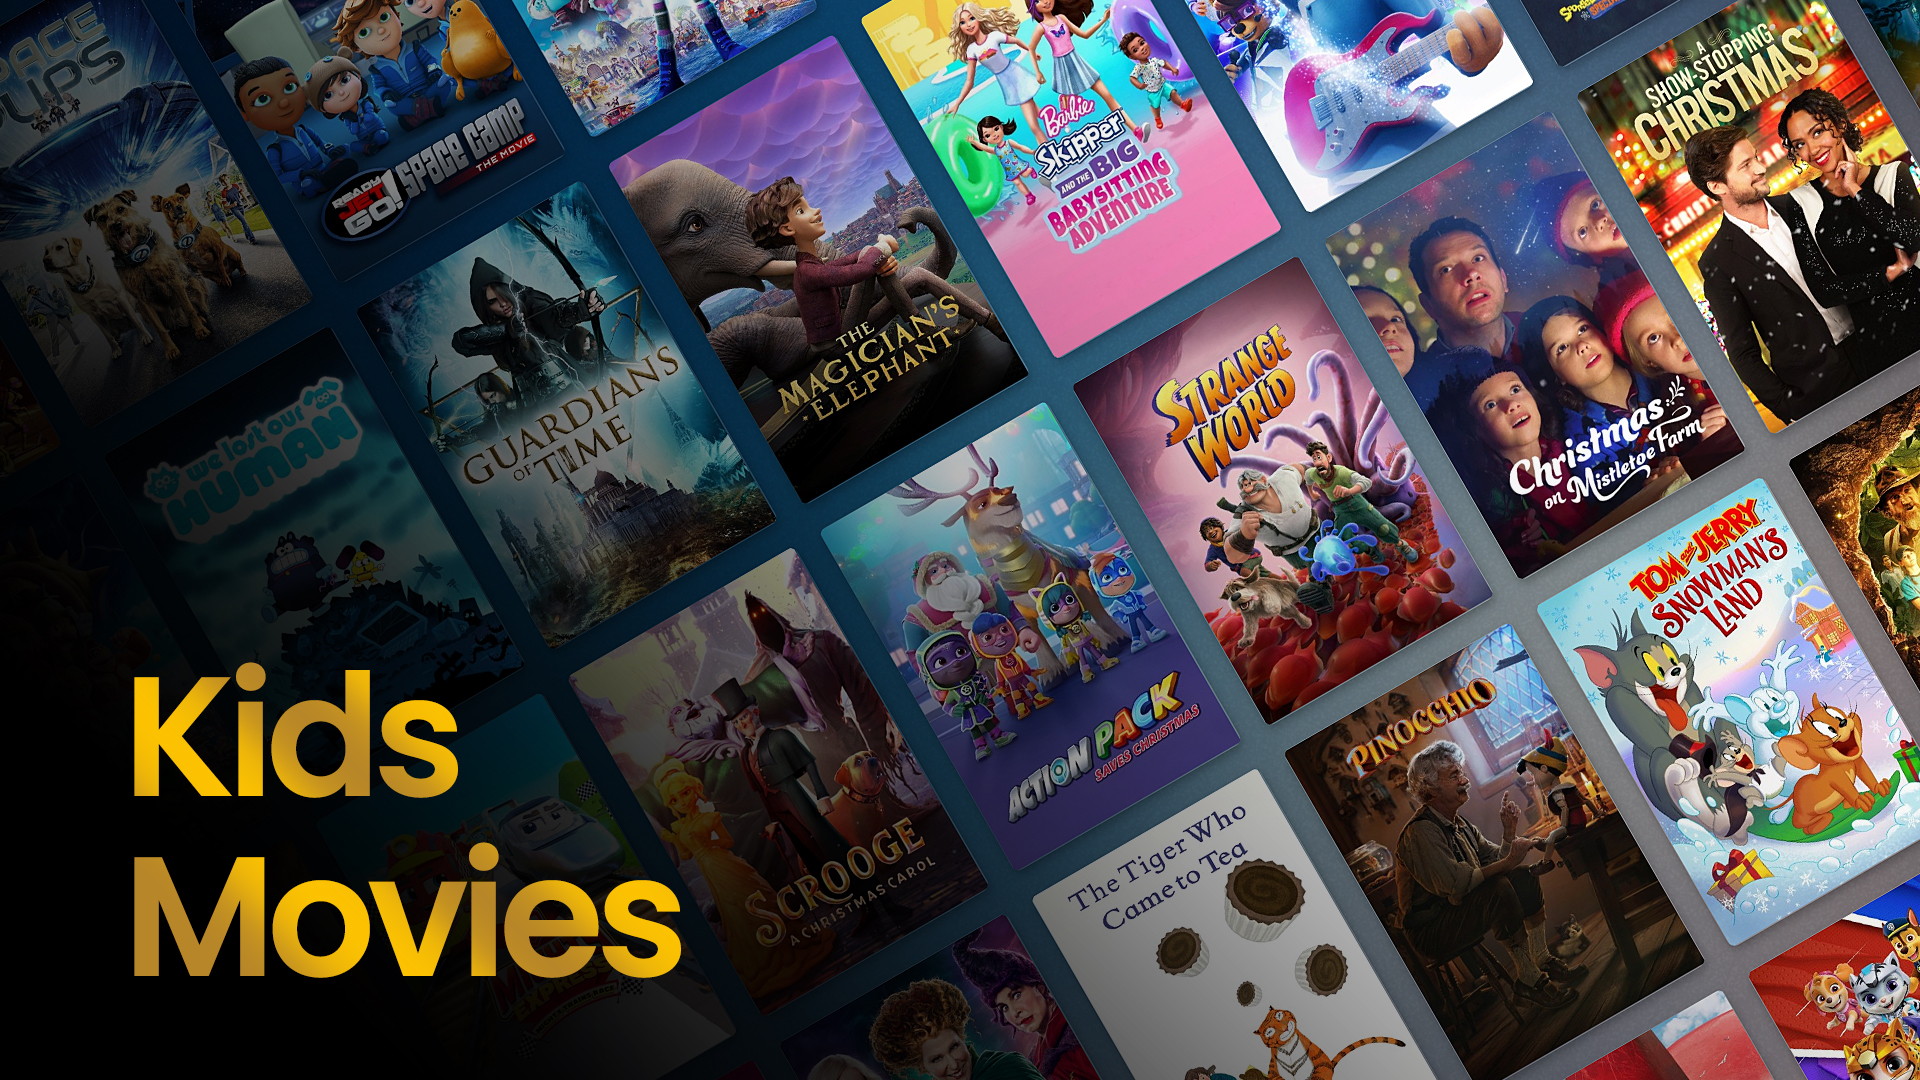 SPACE
PUPS
READY
JET
GO!
SPACE CAMP
THE MOVIE
Barbie
Skipper
AND THE BIG
BABYSITTING
ADVENTURE
A
SHOW-STOPPING
CHRISTMAS
THE
MAGICIAN'S
ELEPHANT
GUARDIANS
OF TIME
we lost our
HUMAN
STRANGE
WORLD
Christmas
on Mistletoe Farm
TOM and JERRY
SNOWMAN'S
LAND
ACTION PACK
SAVES CHRISTMAS
PINOCCHIO
SCROOGE
A CHRISTMAS CAROL
The Tiger Who
Came to Tea
Kids
Movies